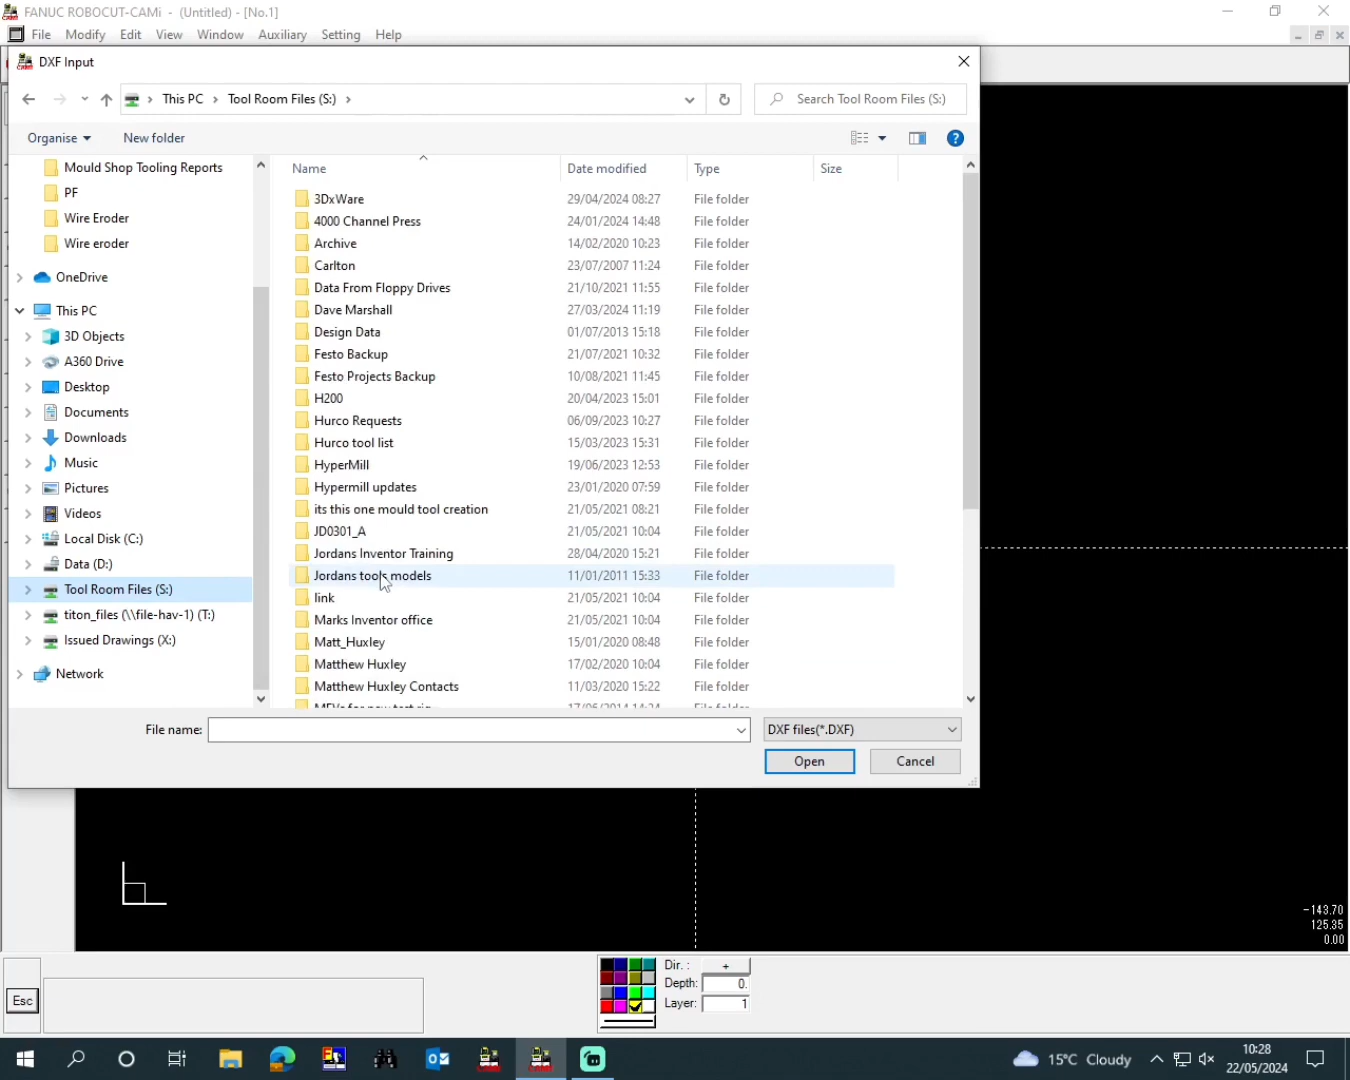 FANUC ROBOCUT-CAMi - (Untitled) - [No.1]
File Modify Edit View Window Auxiliary Setting Help
DXF Input
This PC Tool Room Files (S:)
Search Tool Room Files (S:)
Organise New folder
Mould Shop Tooling Reports
PF
Wire Eroder
Wire eroder
OneDrive
This PC
3D Objects
A360 Drive
Desktop
Documents
Downloads
Music
Pictures
Videos
Local Disk (C:)
Data (D:)
Tool Room Files (S:)
titon_files (\\file-hav-1) (T:)
Issued Drawings (X:)
Network
Name Date modified Type Size
3DxWare 29/04/2024 08:27 File folder
4000 Channel Press 24/01/2024 14:48 File folder
Archive 14/02/2020 10:23 File folder
Carlton 23/07/2007 11:24 File folder
Data From Floppy Drives 21/10/2021 11:55 File folder
Dave Marshall 27/03/2024 11:19 File folder
Design Data 01/07/2013 15:18 File folder
Festo Backup 21/07/2021 10:32 File folder
Festo Projects Backup 10/08/2021 11:45 File folder
H200 20/04/2023 15:01 File folder
Hurco Requests 06/09/2023 10:27 File folder
Hurco tool list 15/03/2023 15:31 File folder
HyperMill 19/06/2023 12:53 File folder
Hypermill updates 23/01/2020 07:59 File folder
its this one mould tool creation 21/05/2021 08:21 File folder
JD0301_A 21/05/2021 10:04 File folder
Jordans Inventor Training 28/04/2020 15:21 File folder
Jordans tools models 11/01/2011 15:33 File folder
link 21/05/2021 10:04 File folder
Marks Inventor office 21/05/2021 10:04 File folder
Matt_Huxley 15/01/2020 08:48 File folder
Matthew Huxley 17/02/2020 10:04 File folder
Matthew Huxley Contacts 11/03/2020 15:22 File folder
File name: DXF files(*.DXF)
Open Cancel
-143.70
125.35
0.00
Esc
Dir. : +
Depth: 0.
Layer: 1
15°C Cloudy
10:28
22/05/2024